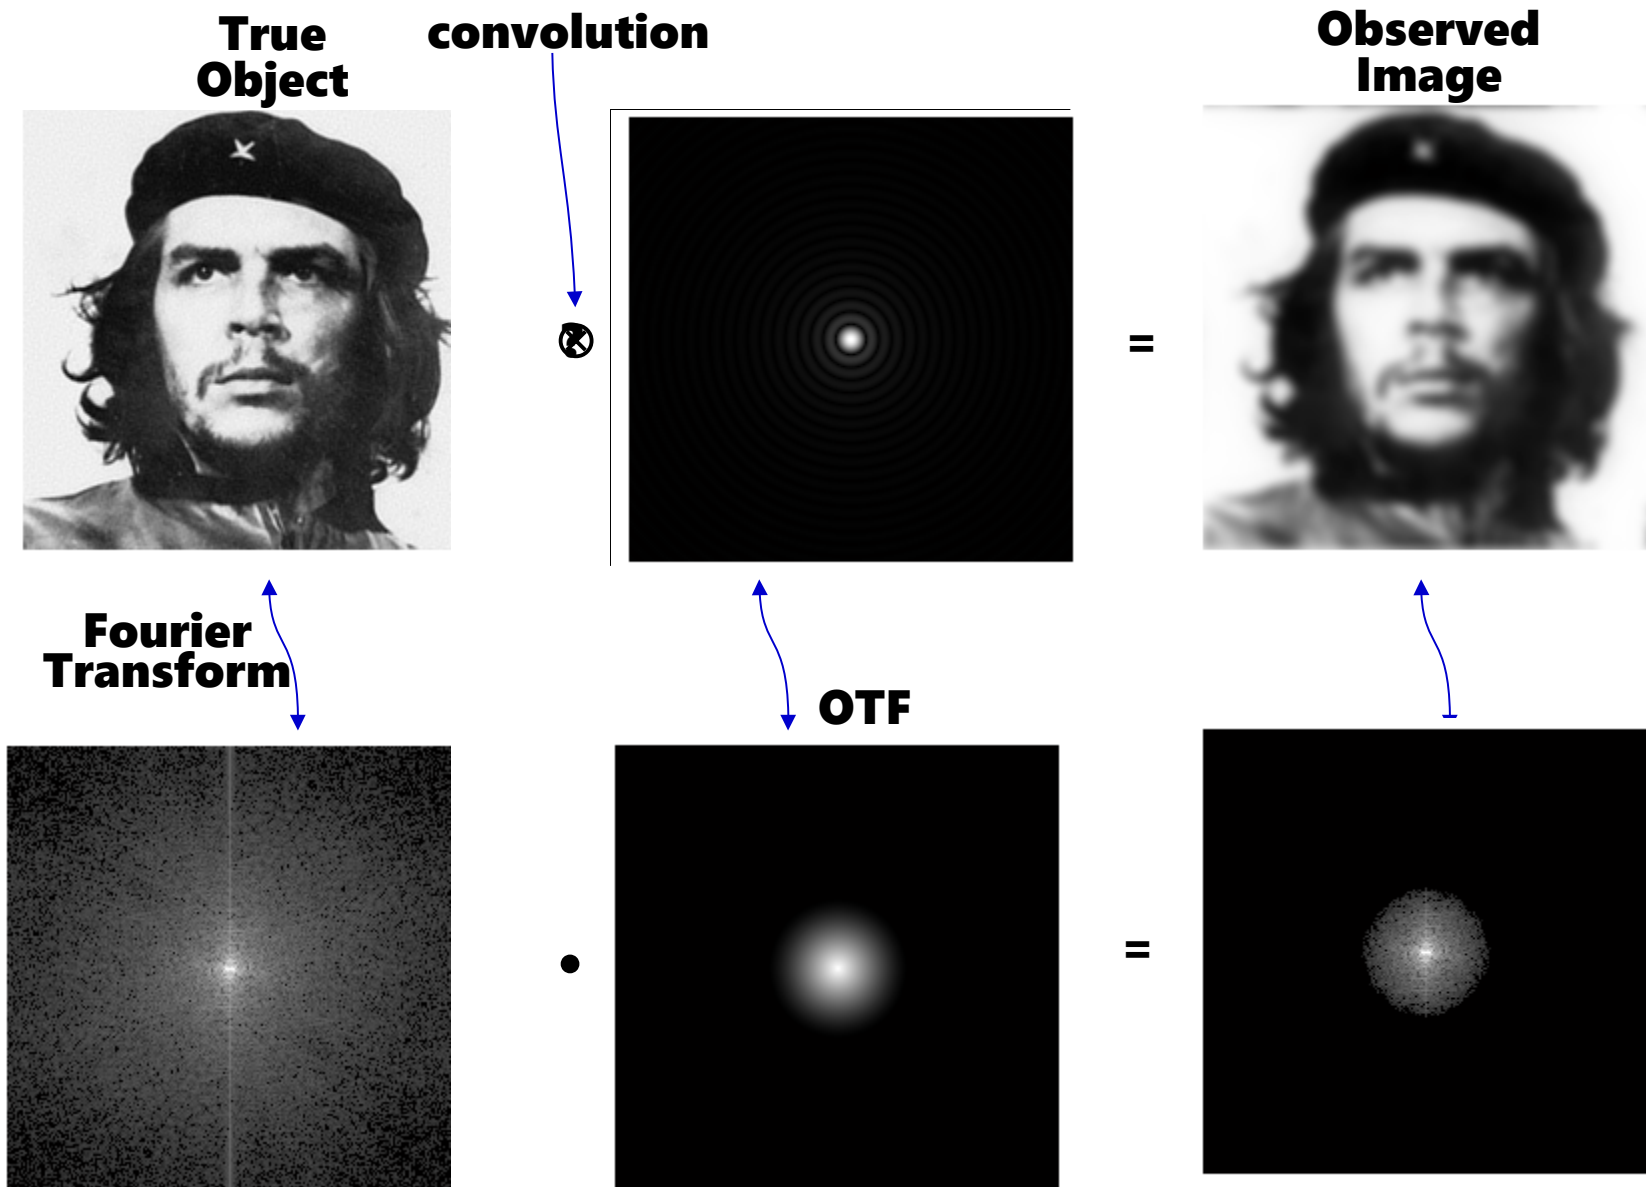 True
Object
convolution
Observed
Image
⊗
=
Fourier
Transform
OTF
•
=